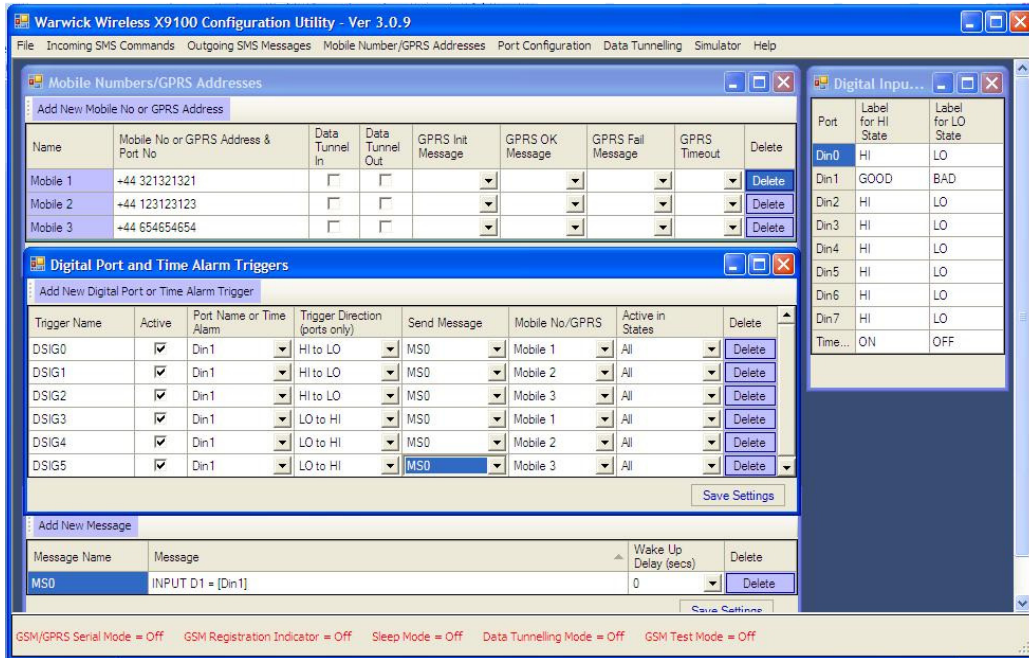 Warwick Wireless X9100 Configuration Utility - Ver 3.0.9
File Incoming SMS Commands Outgoing SMS Messages Mobile Number/GPRS Addresses Port Configuration Data Tunnelling Simulator Help
Mobile Numbers/GPRS Addresses
Add New Mobile No or GPRS Address
Name Mobile No or GPRS Address & Port No Data Tunnel In Data Tunnel Out GPRS Init Message GPRS OK Message GPRS Fail Message GPRS Timeout Delete
Mobile 1 +44 321321321 Delete
Mobile 2 +44 123123123 Delete
Mobile 3 +44 654654654 Delete
Digital Port and Time Alarm Triggers
Add New Digital Port or Time Alarm Trigger
Trigger Name Active Port Name or Time Alarm Trigger Direction (ports only) Send Message Mobile No/GPRS Active in States Delete
DSIG0 Din1 HI to LO MS0 Mobile 1 All Delete
DSIG1 Din1 HI to LO MS0 Mobile 2 All Delete
DSIG2 Din1 HI to LO MS0 Mobile 3 All Delete
DSIG3 Din1 LO to HI MS0 Mobile 1 All Delete
DSIG4 Din1 LO to HI MS0 Mobile 2 All Delete
DSIG5 Din1 LO to HI MS0 Mobile 3 All Delete
Save Settings
Add New Message
Message Name Message Wake Up Delay (secs) Delete
MS0 INPUT D1 = [Din1] 0 Delete
Save Settings
Digital Inpu...
Port Label for HI State Label for LO State
Din0 HI LO
Din1 GOOD BAD
Din2 HI LO
Din3 HI LO
Din4 HI LO
Din5 HI LO
Din6 HI LO
Din7 HI LO
Time... ON OFF
GSM/GPRS Serial Mode = Off GSM Registration Indicator = Off Sleep Mode = Off Data Tunnelling Mode = Off GSM Test Mode = Off